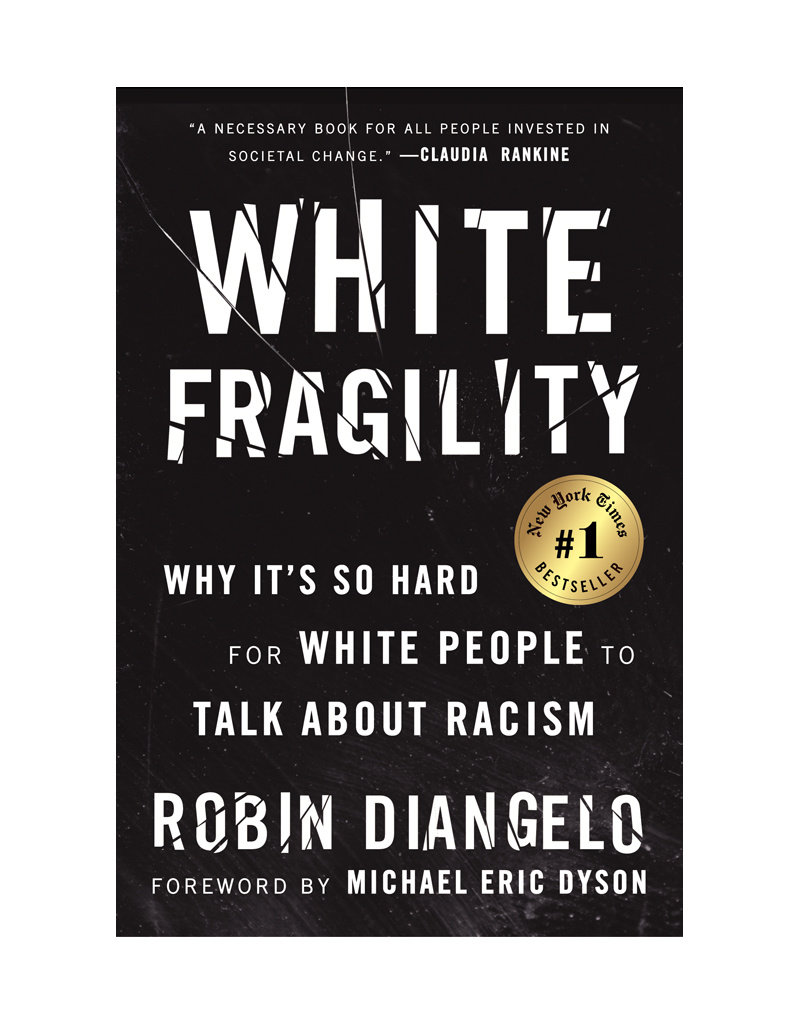 “A NECESSARY BOOK FOR ALL PEOPLE INVESTED IN
SOCIETAL CHANGE.” —CLAUDIA RANKINE
WHITE
FRAGILITY
New York Times
#1
BESTSELLER
WHY IT’S SO HARD
FOR WHITE PEOPLE TO
TALK ABOUT RACISM
ROBIN DIANGELO
FOREWORD BY MICHAEL ERIC DYSON